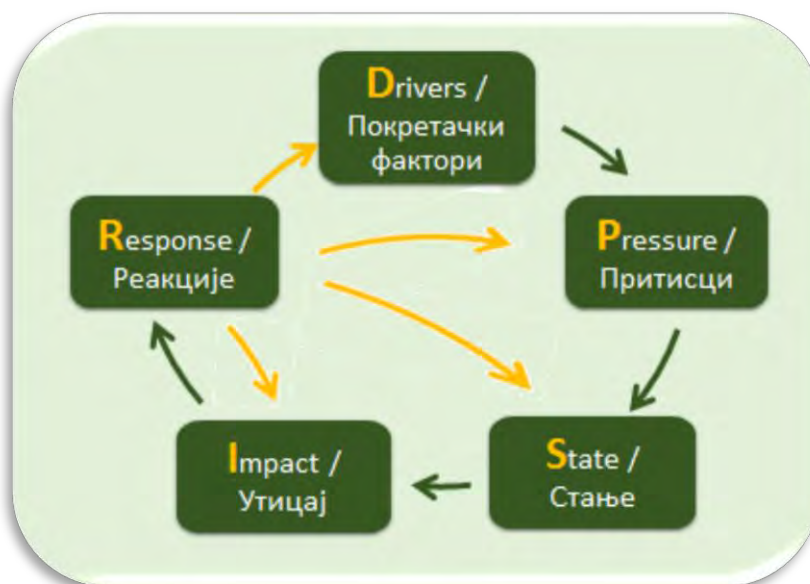 Drivers /
Покретачки
фактори
Response /
Реакције
Pressure /
Притисци
Impact /
Утицај
State /
Стање